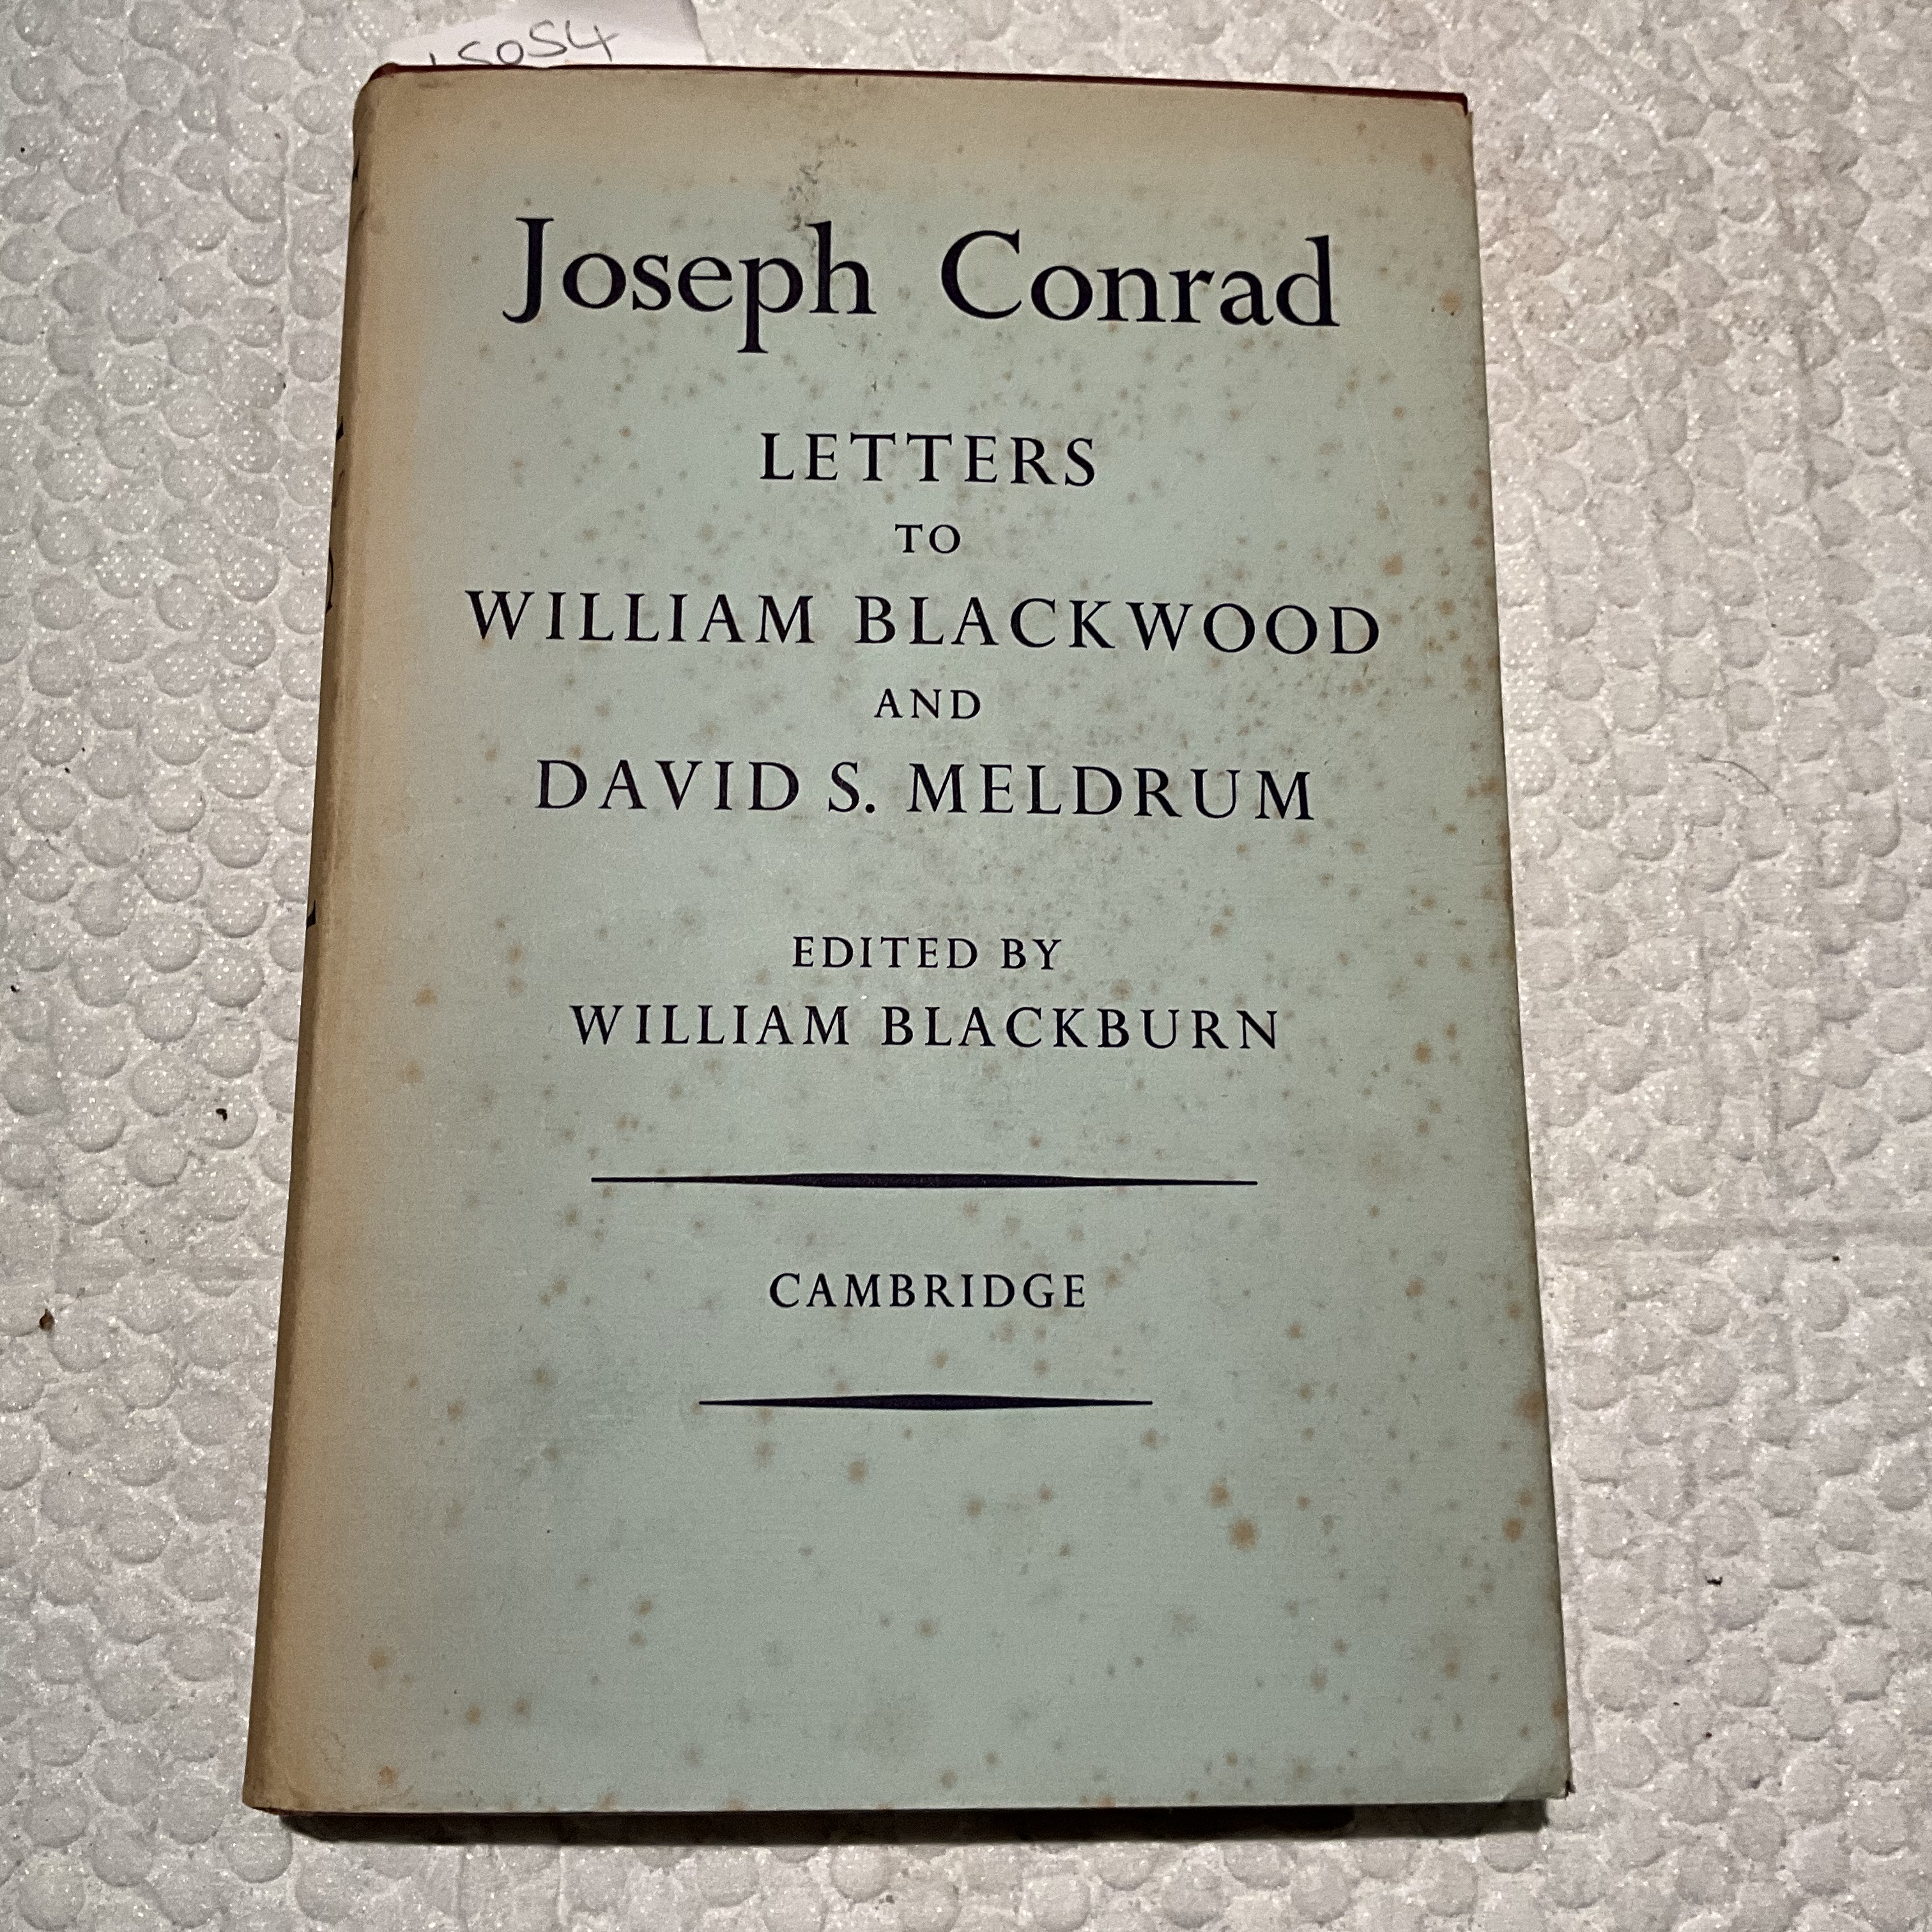 Joseph Conrad
LETTERS
TO
WILLIAM BLACKWOOD
AND
DAVID S. MELDRUM
EDITED BY
WILLIAM BLACKBURN
CAMBRIDGE